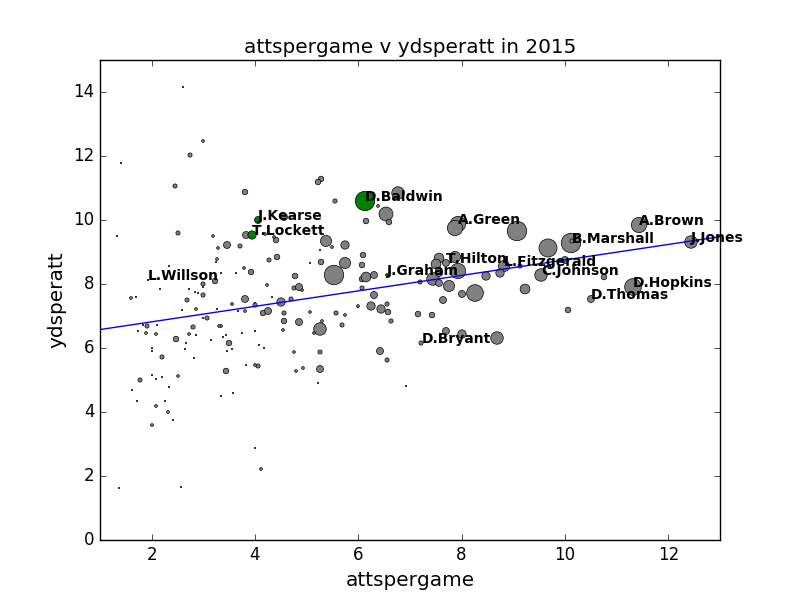 attspergame v ydsperatt in 2015
14
12
10
8
6
4
2
0
ydsperatt
D.Baldwin
J.Kearse
A.Green
A.Brown
T.Lockett
B.Marshall
J.Jones
T.Hilton
L.Fitzgerald
L.Willson
J.Graham
C.Johnson
D.Hopkins
D.Thomas
D.Bryant
2
4
6
8
10
12
attspergame